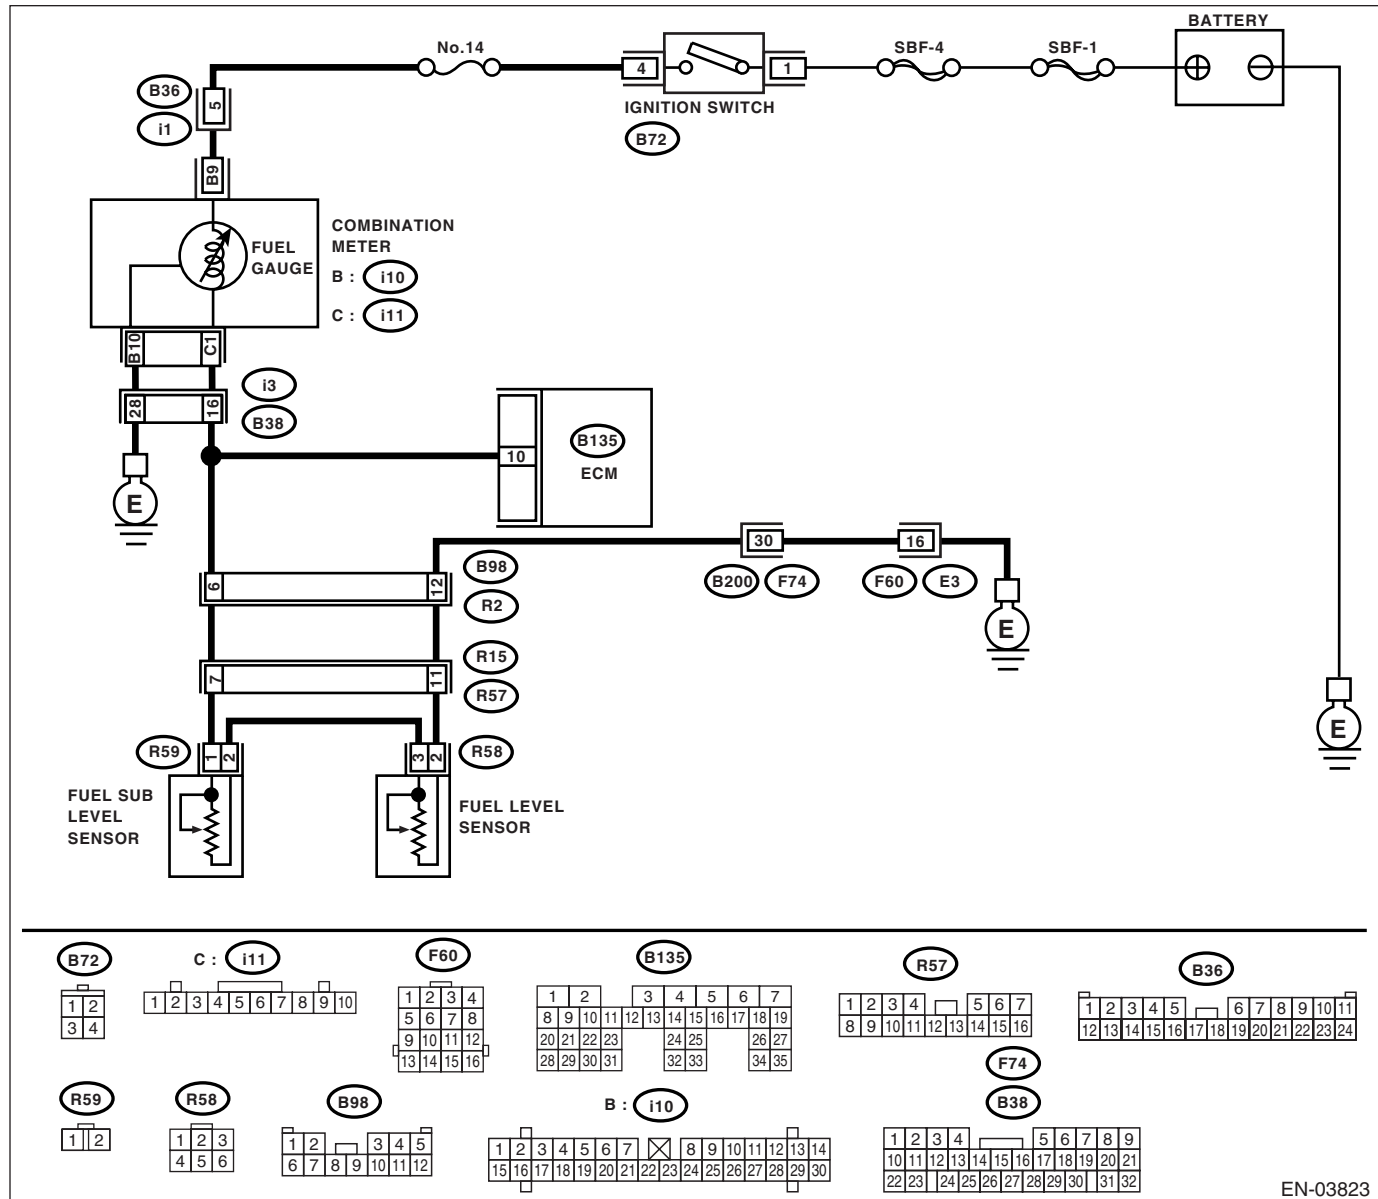 BATTERY
No.14
SBF-4
SBF-1
4
1
B36
5
i1
IGNITION SWITCH
B72
B9
COMBINATION
METER
FUEL
GAUGE
B : i10
C : i11
B10
C1
i3
28
16
B38
B135
10
ECM
E
30
16
B98
B200
F74
F60
E3
6
12
R2
E
R15
7
11
R57
E
R59
1
2
3
2
R58
FUEL SUB
LEVEL
SENSOR
FUEL LEVEL
SENSOR
B72
1 2
3 4
C : i11
1 2 3 4 5 6 7 8 9 10
F60
1 2 3 4
5 6 7 8
9 10 11 12
13 14 15 16
B135
1 2 3 4 5 6 7
8 9 10 11 12 13 14 15 16 17 18 19
20 21 22 23 24 25 26 27
28 29 30 31 32 33 34 35
R57
1 2 3 4 5 6 7
8 9 10 11 12 13 14 15 16
B36
1 2 3 4 5 6 7 8 9 10 11
12 13 14 15 16 17 18 19 20 21 22 23 24
R59
1 2
R58
1 2 3
4 5 6
B98
1 2 3 4 5
6 7 8 9 10 11 12
B : i10
1 2 3 4 5 6 7 8 9 10 11 12 13 14
15 16 17 18 19 20 21 22 23 24 25 26 27 28 29 30
F74
B38
1 2 3 4 5 6 7 8 9
10 11 12 13 14 15 16 17 18 19 20 21
22 23 24 25 26 27 28 29 30 31 32
EN-03823